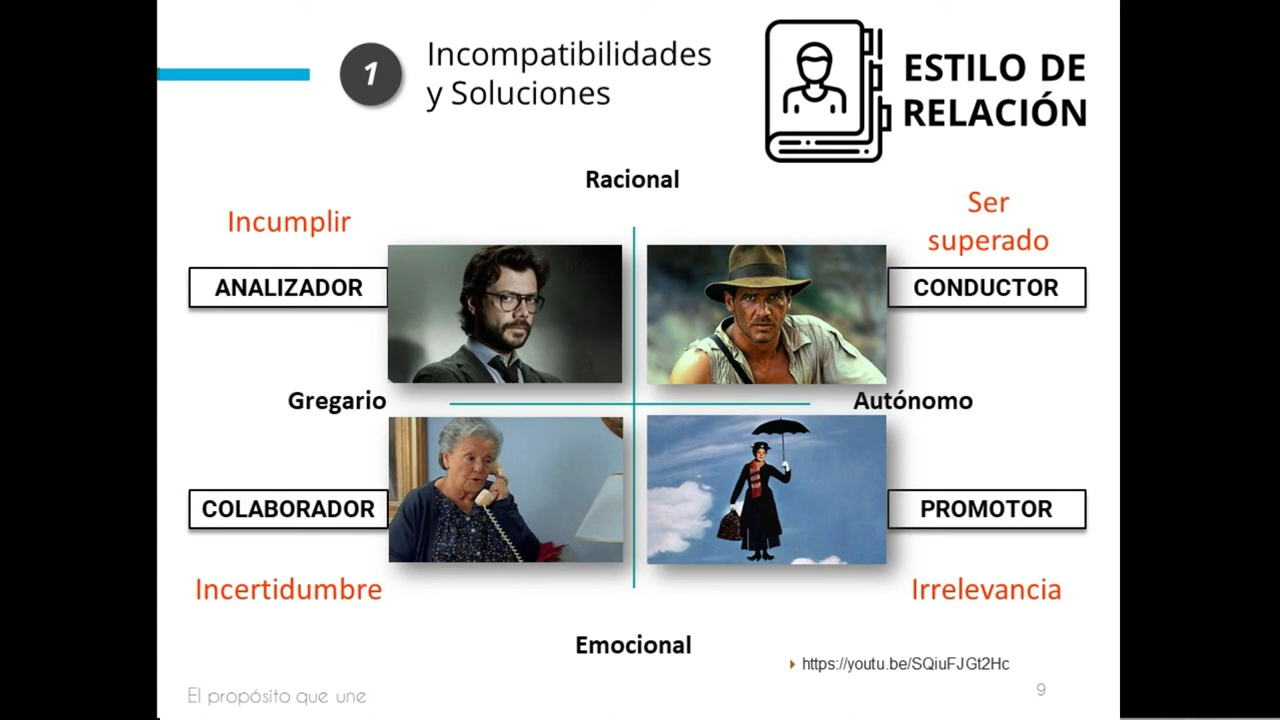 1
Incompatibilidades
y Soluciones
ESTILO DE
RELACIÓN
Racional
Incumplir
Ser
superado
ANALIZADOR
CONDUCTOR
Gregario
Autónomo
COLABORADOR
PROMOTOR
Incertidumbre
Irrelevancia
Emocional
https://youtu.be/SQiuFJGt2Hc
El propósito que une
9